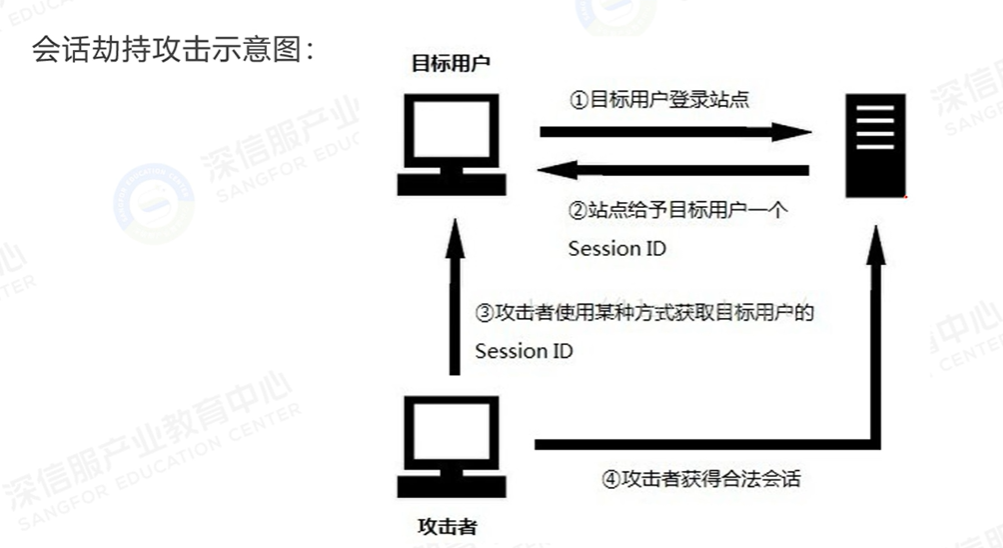 会话劫持攻击示意图：
目标用户
①目标用户登录站点
②站点给予目标用户一个
Session ID
③攻击者使用某种方式获取目标用户的
Session ID
④攻击者获得合法会话
攻击者
深信服产业教育中心
SANGFOR EDUCATION CENTER